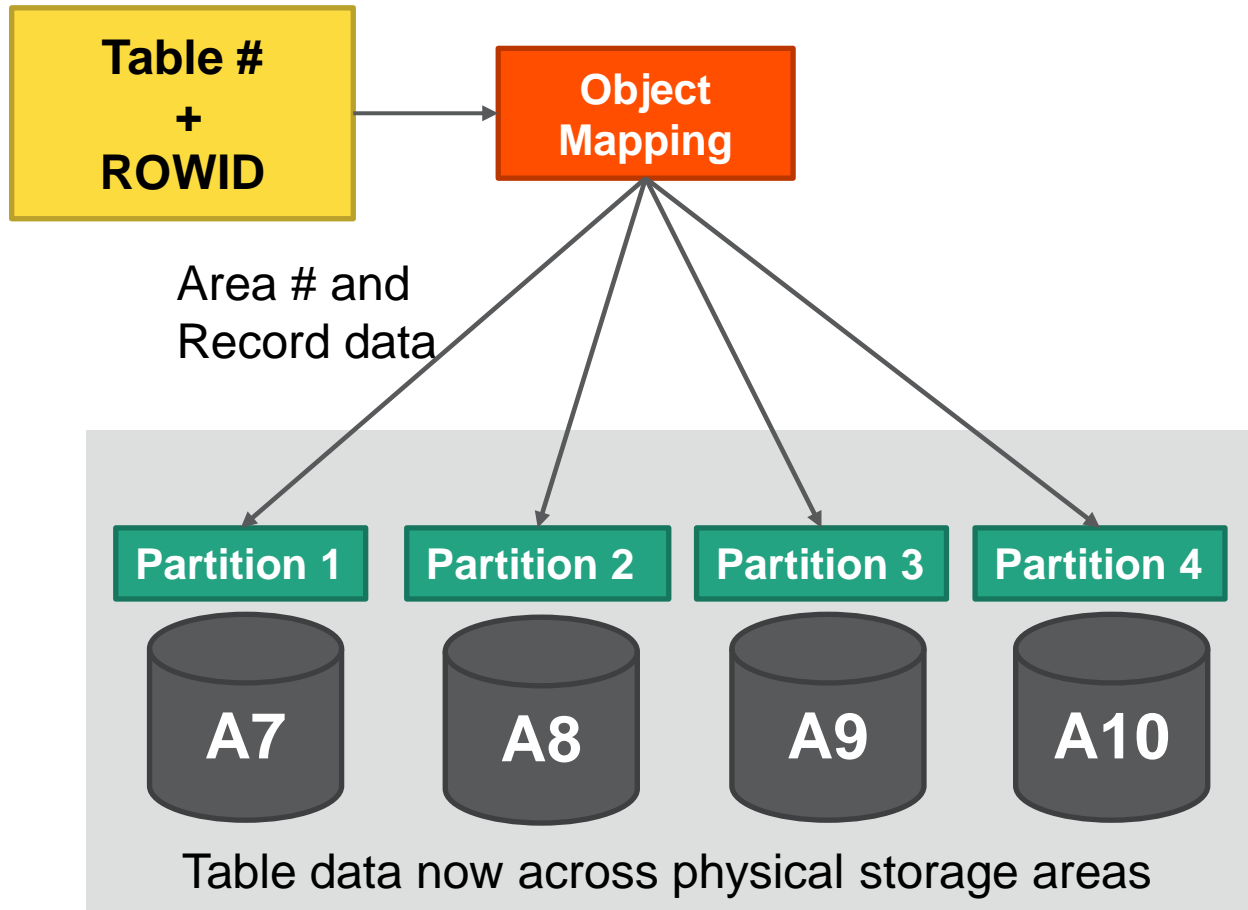 Table #
+
ROWID
Object
Mapping
Area # and
Record data
Partition 1
Partition 2
Partition 3
Partition 4
A7
A8
A9
A10
Table data now across physical storage areas